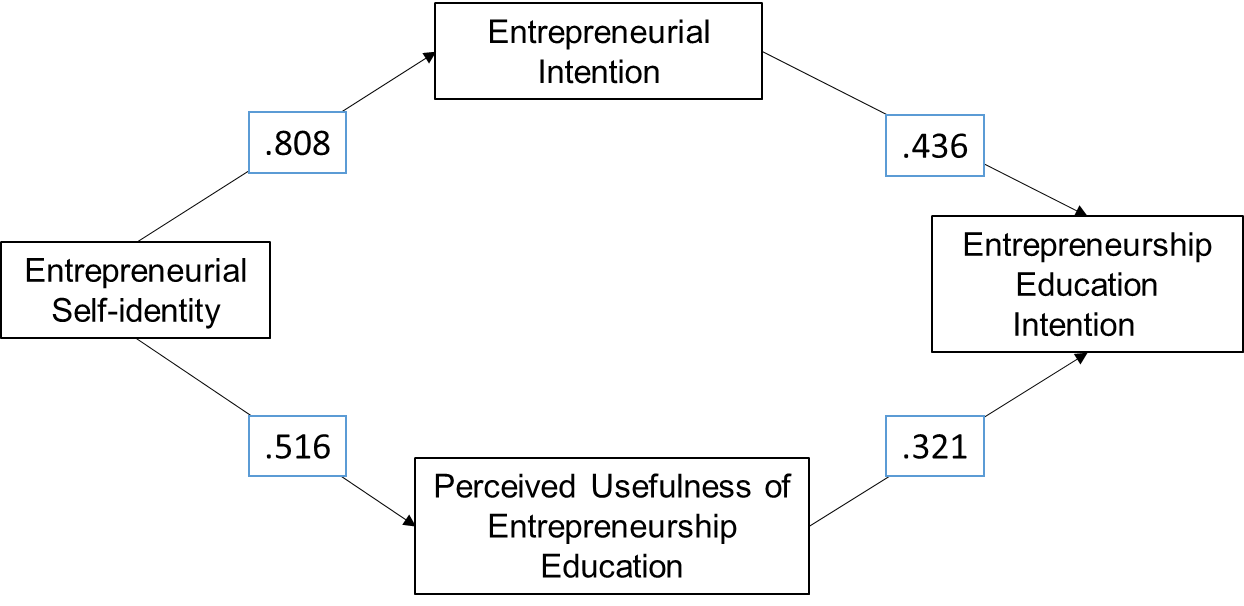 Entrepreneurial
Intention
.808
.436
Entrepreneurial
Self-identity
Entrepreneurship
Education
Intention
.516
.321
Perceived Usefulness of
Entrepreneurship
Education